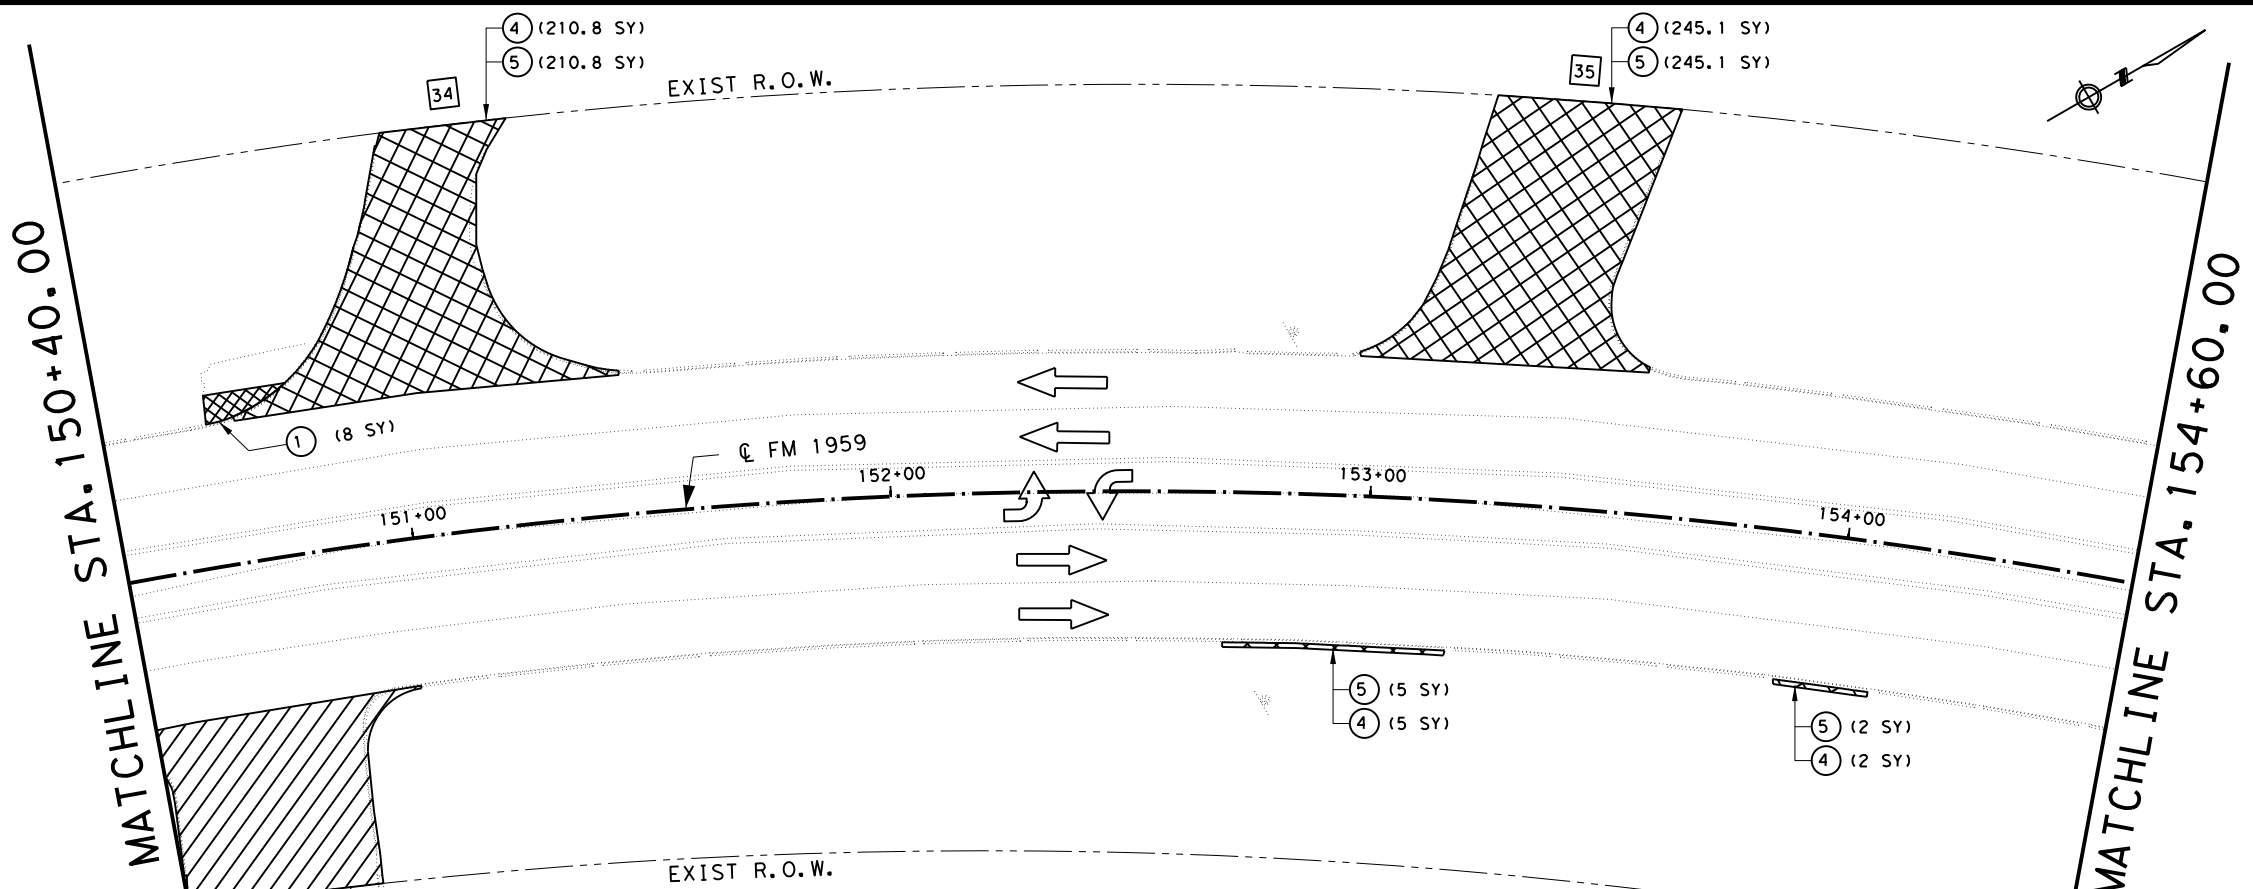 4 (210.8 SY)
5 (210.8 SY)
34
EXIST R.O.W.
4 (245.1 SY)
5 (245.1 SY)
35
N
MATCHLINE STA. 150+40.00
1 (8 SY)
℄ FM 1959
151+00
152+00
153+00
154+00
5 (5 SY)
4 (5 SY)
5 (2 SY)
4 (2 SY)
MATCHLINE STA. 154+60.00
EXIST R.O.W.